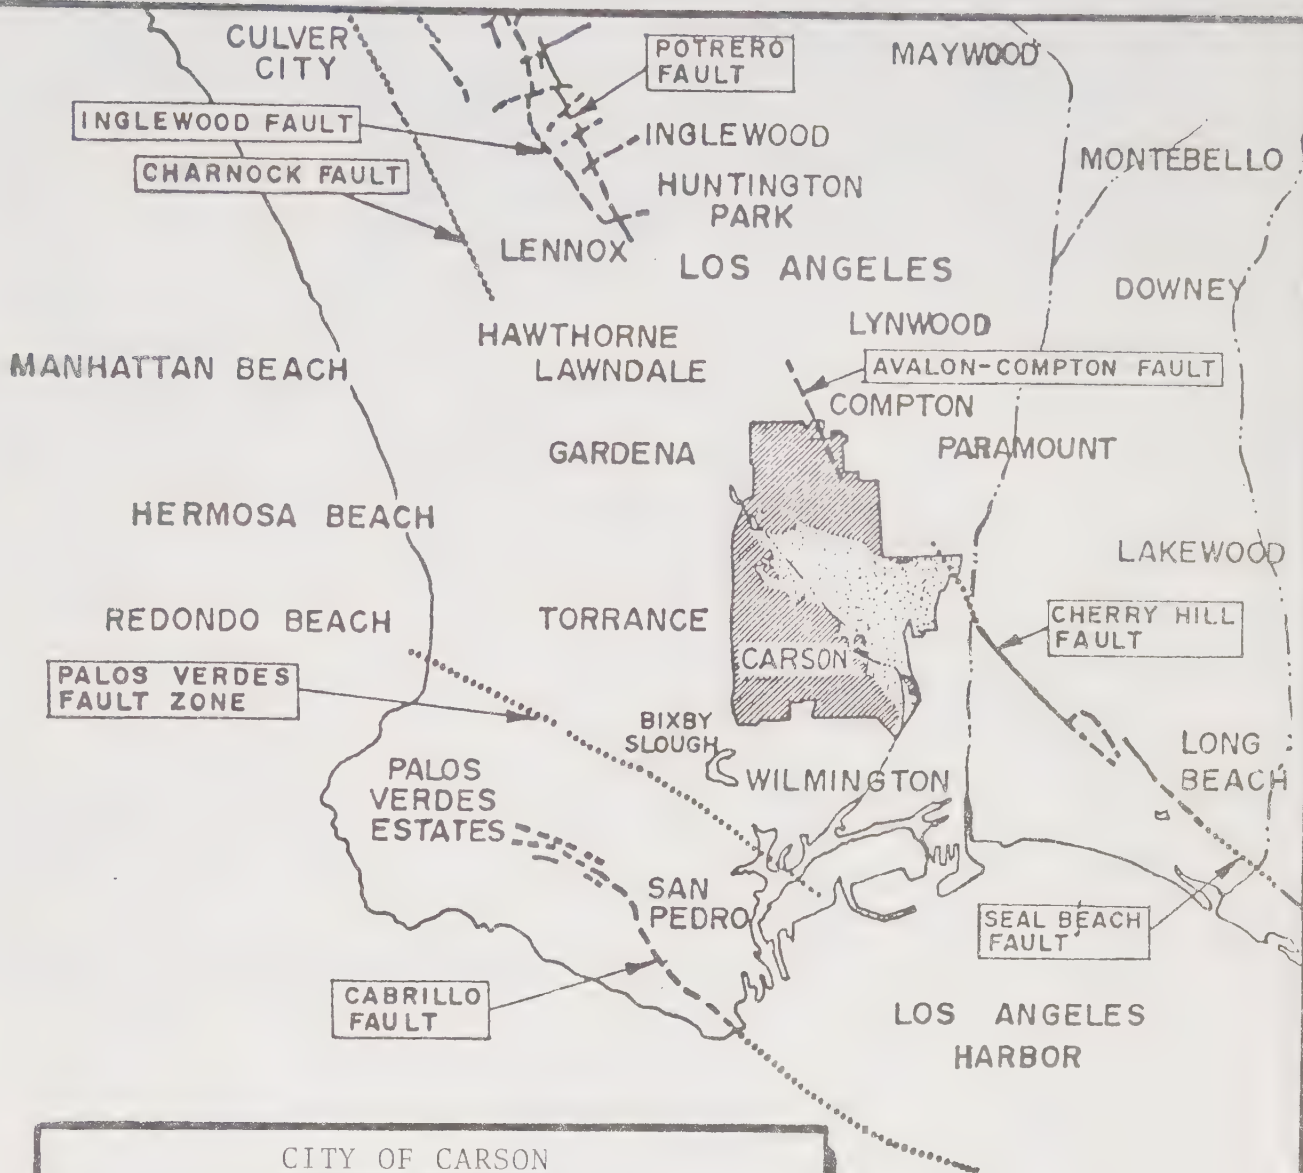 CULVER
CITY
POTRERO
FAULT
MAYWOOD
INGLEWOOD FAULT
INGLEWOOD
MONTEBELLO
CHARNOCK FAULT
HUNTINGTON
PARK
LENNOX
LOS ANGELES
DOWNEY
HAWTHORNE
LYNWOOD
MANHATTAN BEACH
LAWNDALE
AVALON-COMPTON FAULT
COMPTON
GARDENA
PARAMOUNT
HERMOSA BEACH
LAKEWOOD
REDONDO BEACH
TORRANCE
CHERRY HILL
FAULT
CARSON
PALOS VERDES
FAULT ZONE
BIXBY
SLOUGH
LONG
BEACH
PALOS
VERDES
ESTATES
WILMINGTON
SAN
PEDRO
SEAL BEACH
FAULT
CABRILLO
FAULT
LOS ANGELES
HARBOR
CITY OF CARSON